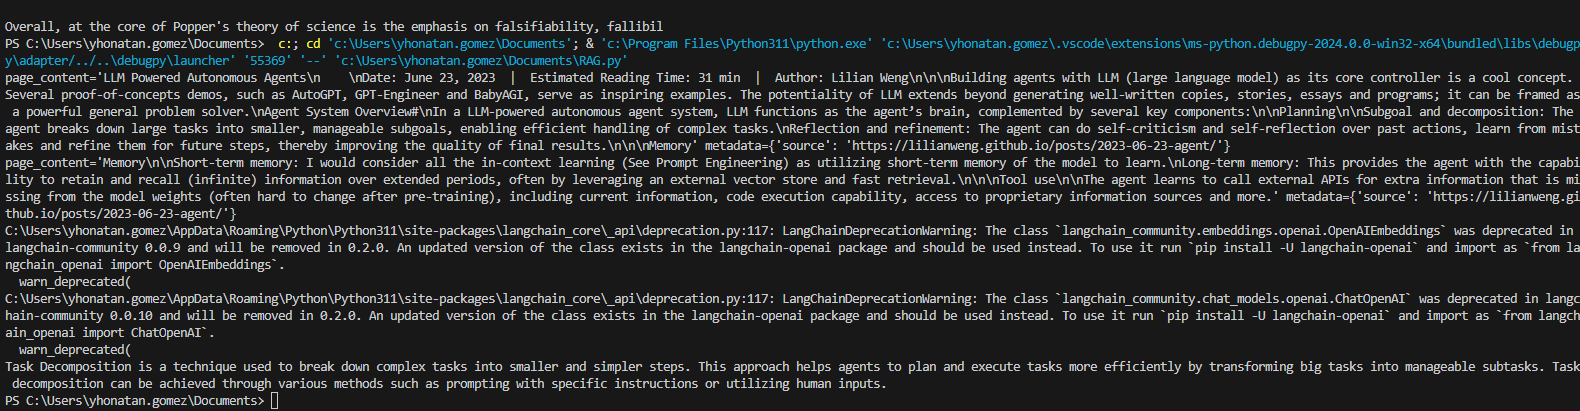 Overall, at the core of Popper's theory of science is the emphasis on falsifiability, fallibil
PS C:\Users\yhonatan.gomez\Documents>  c:; cd 'c:\Users\yhonatan.gomez\Documents'; & 'c:\Program Files\Python311\python.exe' 'c:\Users\yhonatan.gomez\.vscode\extensions\ms-python.debugpy-2024.0.0-win32-x64\bundled\libs\debugp
y\adapter/../..\debugpy\launcher' '55369' '--' 'c:\Users\yhonatan.gomez\Documents\RAG.py'
page_content='LLM Powered Autonomous Agents\n    \nDate: June 23, 2023  |  Estimated Reading Time: 31 min  |  Author: Lilian Weng\n\n\nBuilding agents with LLM (large language model) as its core controller is a cool concept.
Several proof-of-concepts demos, such as AutoGPT, GPT-Engineer and BabyAGI, serve as inspiring examples. The potentiality of LLM extends beyond generating well-written copies, stories, essays and programs; it can be framed as
a powerful general problem solver.\nAgent System Overview#\nIn a LLM-powered autonomous agent system, LLM functions as the agent’s brain, complemented by several key components:\n\nPlanning\n\nSubgoal and decomposition: The
agent breaks down large tasks into smaller, manageable subgoals, enabling efficient handling of complex tasks.\nReflection and refinement: The agent can do self-criticism and self-reflection over past actions, learn from mist
akes and refine them for future steps, thereby improving the quality of final results.\n\n\nMemory' metadata={'source': 'https://lilianweng.github.io/posts/2023-06-23-agent/'}
page_content='Memory\n\nShort-term memory: I would consider all the in-context learning (See Prompt Engineering) as utilizing short-term memory of the model to learn.\nLong-term memory: This provides the agent with the capabi
lity to retain and recall (infinite) information over extended periods, often by leveraging an external vector store and fast retrieval.\n\n\nTool use\n\nThe agent learns to call external APIs for extra information that is mi
ssing from the model weights (often hard to change after pre-training), including current information, code execution capability, access to proprietary information sources and more.' metadata={'source': 'https://lilianweng.gi
thub.io/posts/2023-06-23-agent/'}
C:\Users\yhonatan.gomez\AppData\Roaming\Python\Python311\site-packages\langchain_core\_api\deprecation.py:117: LangChainDeprecationWarning: The class `langchain_community.embeddings.openai.OpenAIEmbeddings` was deprecated in
langchain-community 0.0.9 and will be removed in 0.2.0. An updated version of the class exists in the langchain-openai package and should be used instead. To use it run `pip install -U langchain-openai` and import as `from la
ngchain_openai import OpenAIEmbeddings`.
  warn_deprecated(
C:\Users\yhonatan.gomez\AppData\Roaming\Python\Python311\site-packages\langchain_core\_api\deprecation.py:117: LangChainDeprecationWarning: The class `langchain_community.chat_models.openai.ChatOpenAI` was deprecated in langc
hain-community 0.0.10 and will be removed in 0.2.0. An updated version of the class exists in the langchain-openai package and should be used instead. To use it run `pip install -U langchain-openai` and import as `from langch
ain_openai import ChatOpenAI`.
  warn_deprecated(
Task Decomposition is a technique used to break down complex tasks into smaller and simpler steps. This approach helps agents to plan and execute tasks more efficiently by transforming big tasks into manageable subtasks. Task
decomposition can be achieved through various methods such as prompting with specific instructions or utilizing human inputs.
PS C:\Users\yhonatan.gomez\Documents>